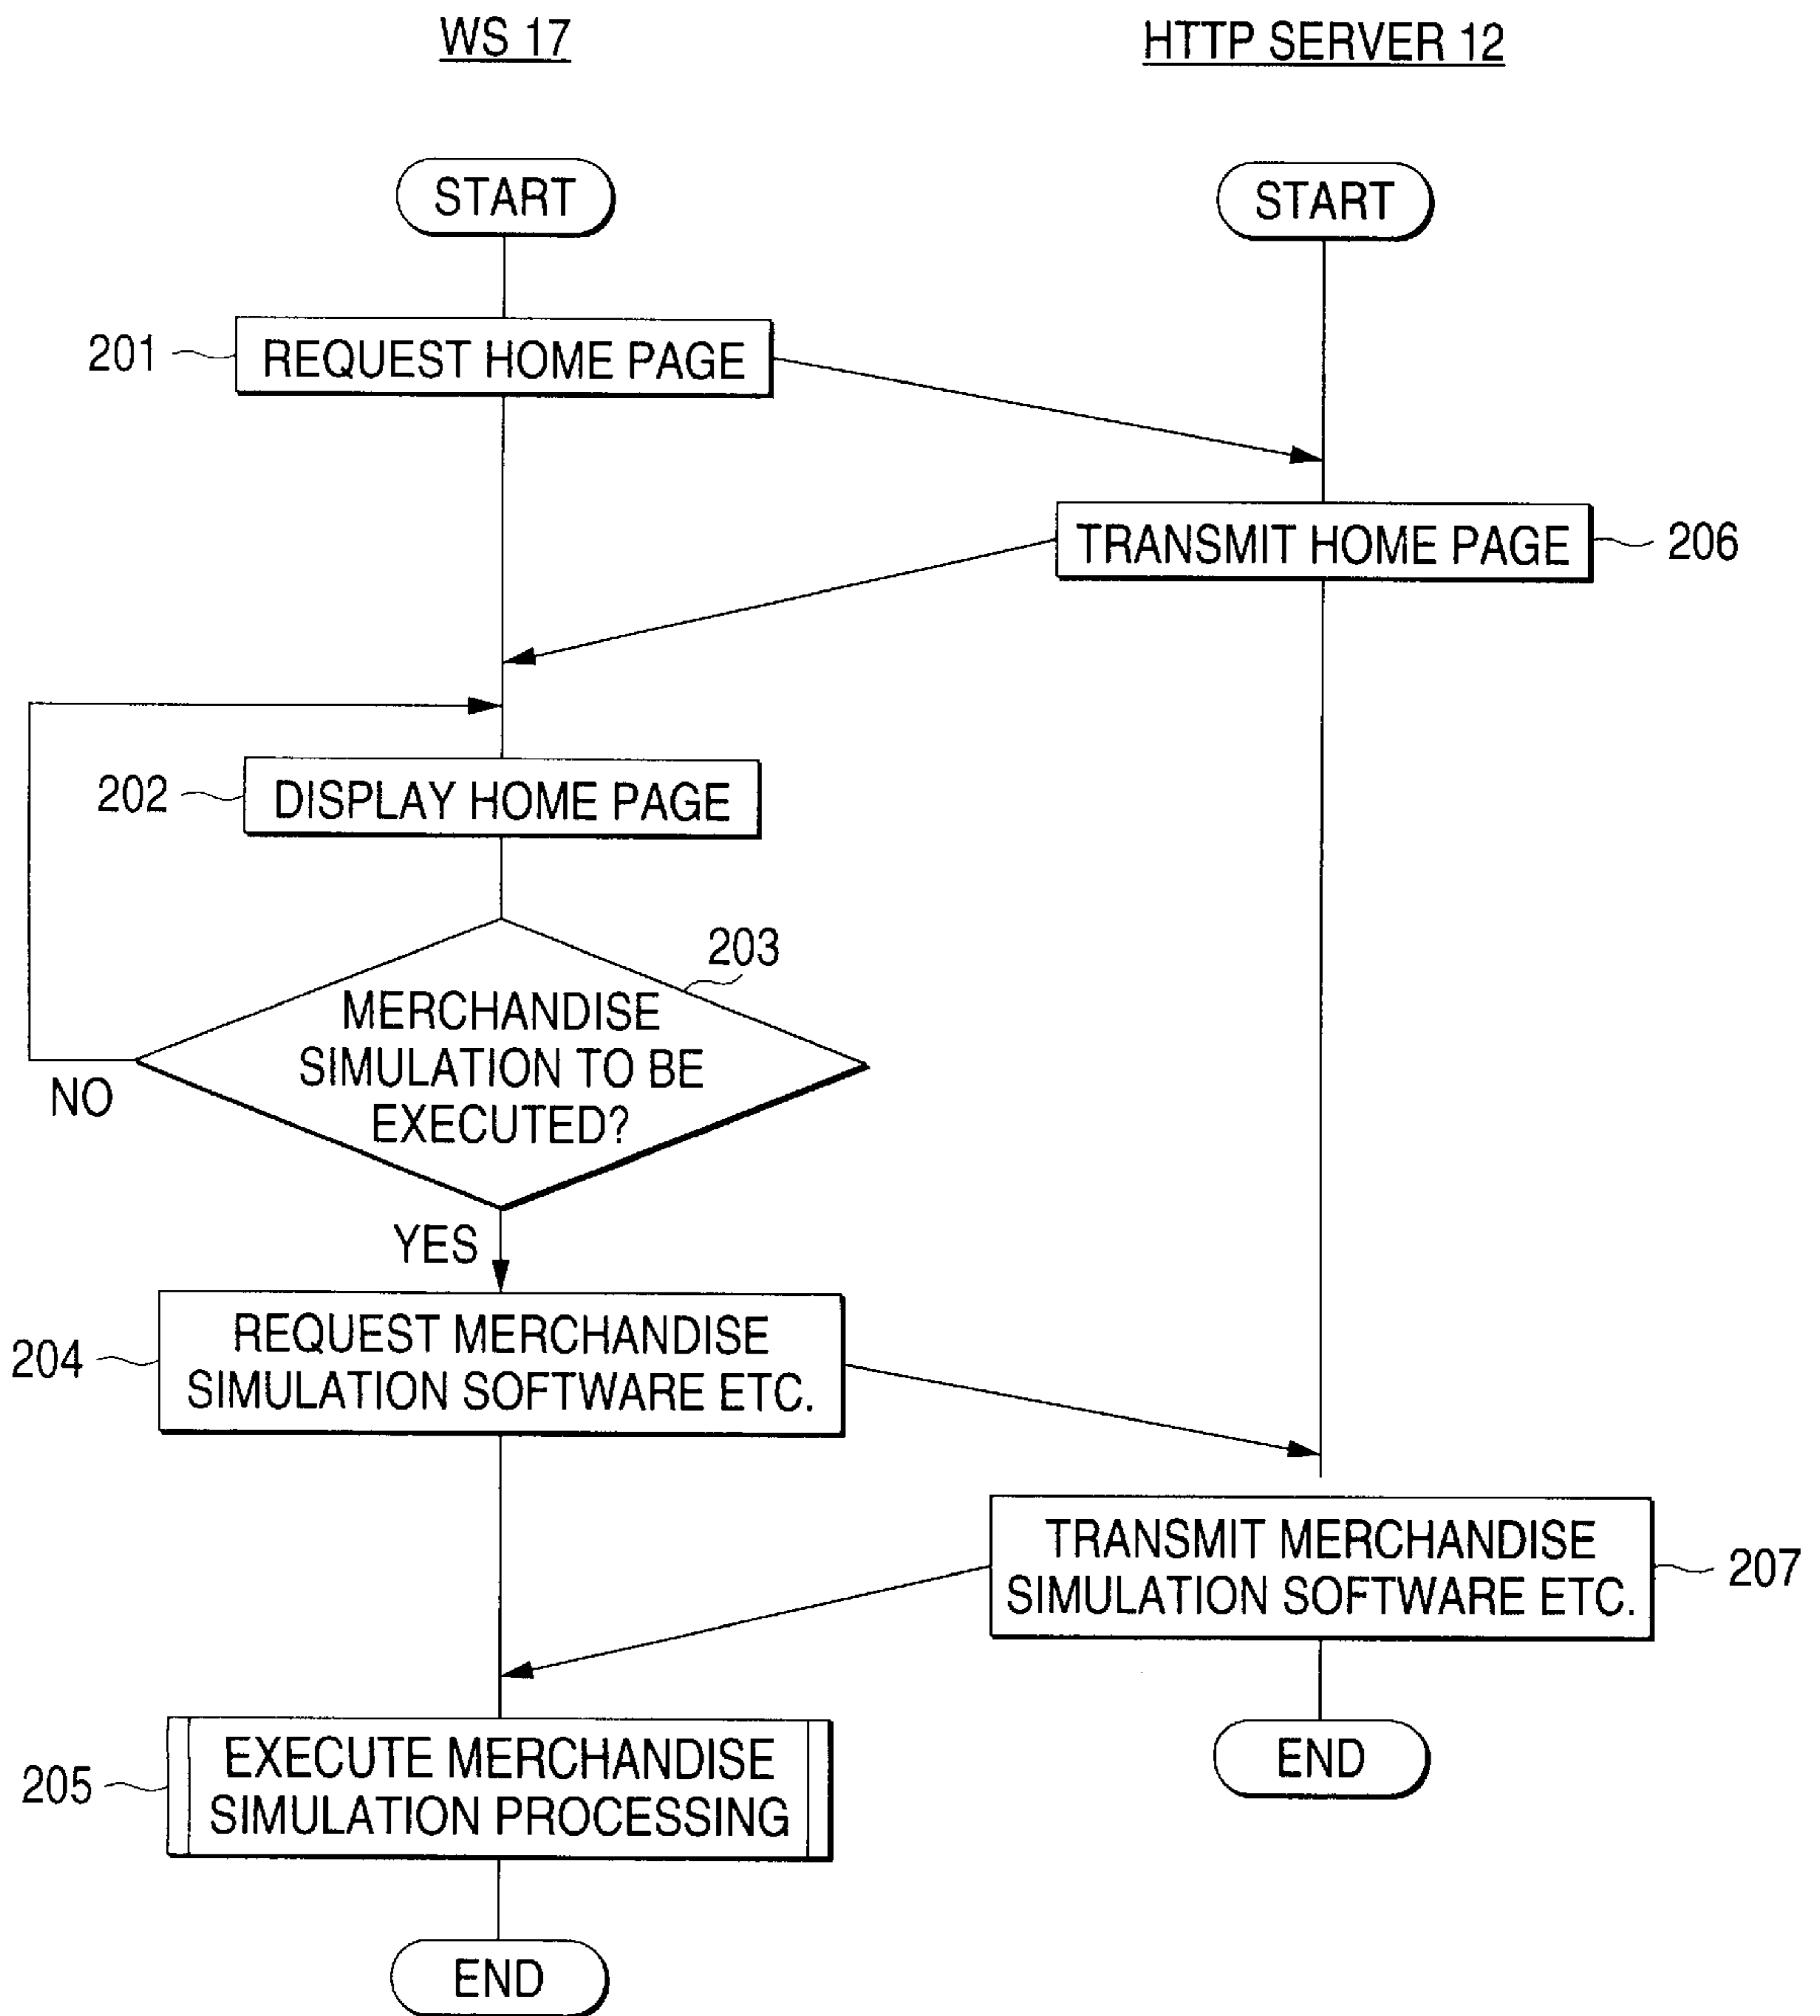 WS 17
HTTP SERVER 12
START
START
201
REQUEST HOME PAGE
TRANSMIT HOME PAGE
206
202
DISPLAY HOME PAGE
203
MERCHANDISE
SIMULATION TO BE
EXECUTED?
NO
YES
204
REQUEST MERCHANDISE
SIMULATION SOFTWARE ETC.
TRANSMIT MERCHANDISE
SIMULATION SOFTWARE ETC.
207
205
EXECUTE MERCHANDISE
SIMULATION PROCESSING
END
END